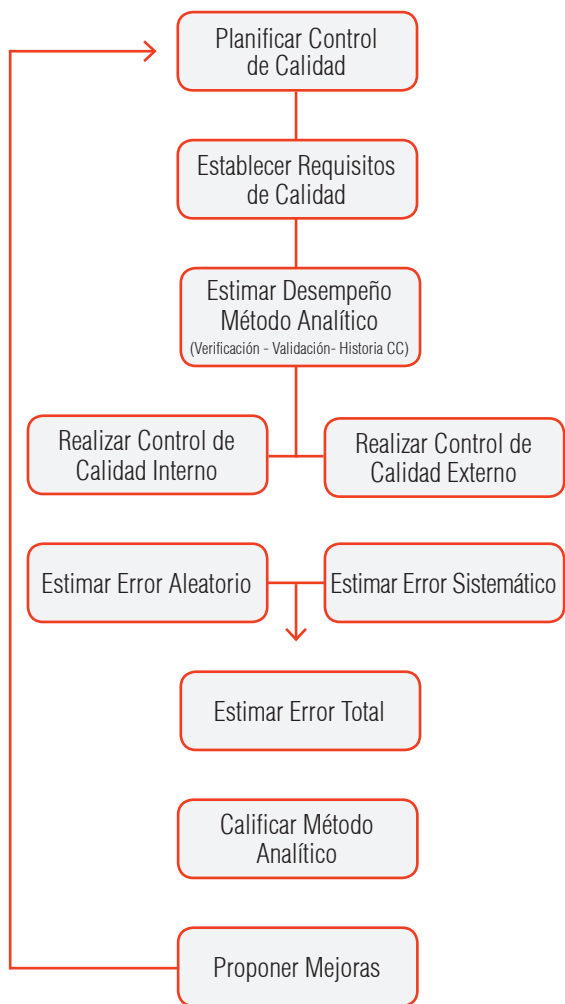 Planificar Control
de Calidad
Establecer Requisitos
de Calidad
Estimar Desempeño
Método Analítico
(Verificación - Validación- Historia CC)
Realizar Control de
Calidad Interno
Realizar Control de
Calidad Externo
Estimar Error Aleatorio
Estimar Error Sistemático
Estimar Error Total
Calificar Método
Analítico
Proponer Mejoras